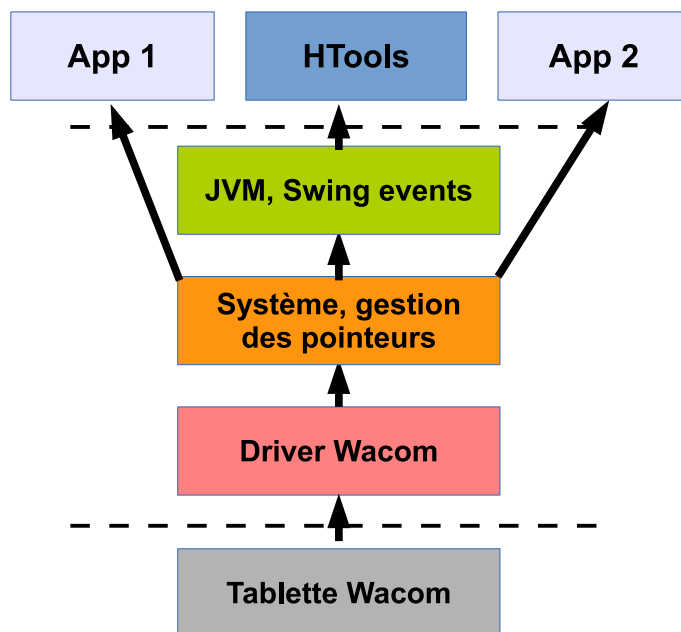 App 1
HTools
App 2
JVM, Swing events
Système, gestion
des pointeurs
Driver Wacom
Tablette Wacom